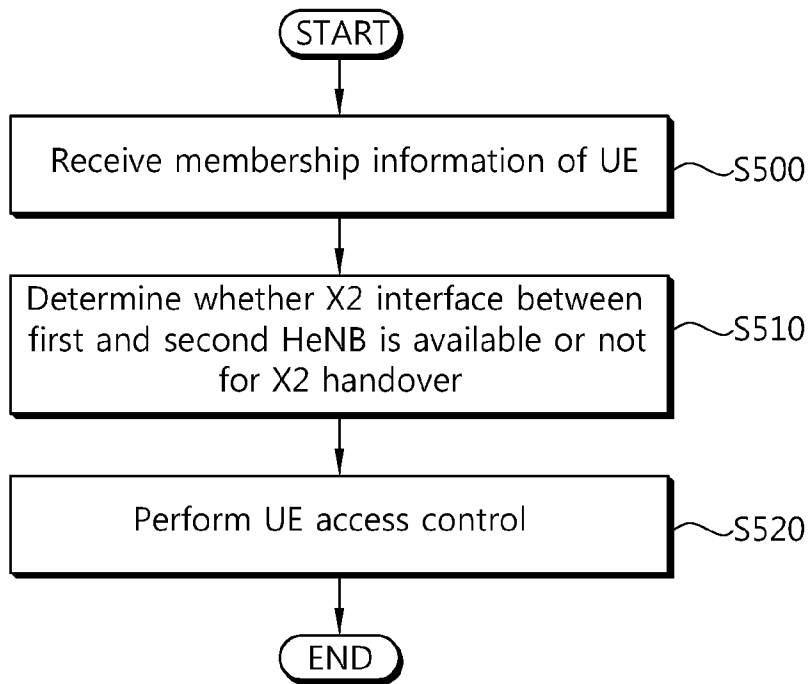 START
Receive membership information of UE
S500
Determine whether X2 interface between
first and second HeNB is available or not
for X2 handover
S510
Perform UE access control
S520
END